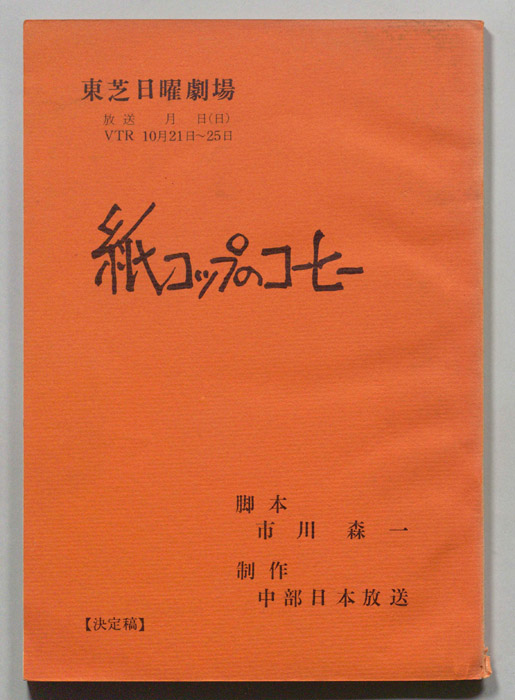 東芝日曜劇場
放送　月　日(日)
VTR 10月21日～25日
紙コップのコーヒー
脚本
市川森一
制作
中部日本放送
【決定稿】